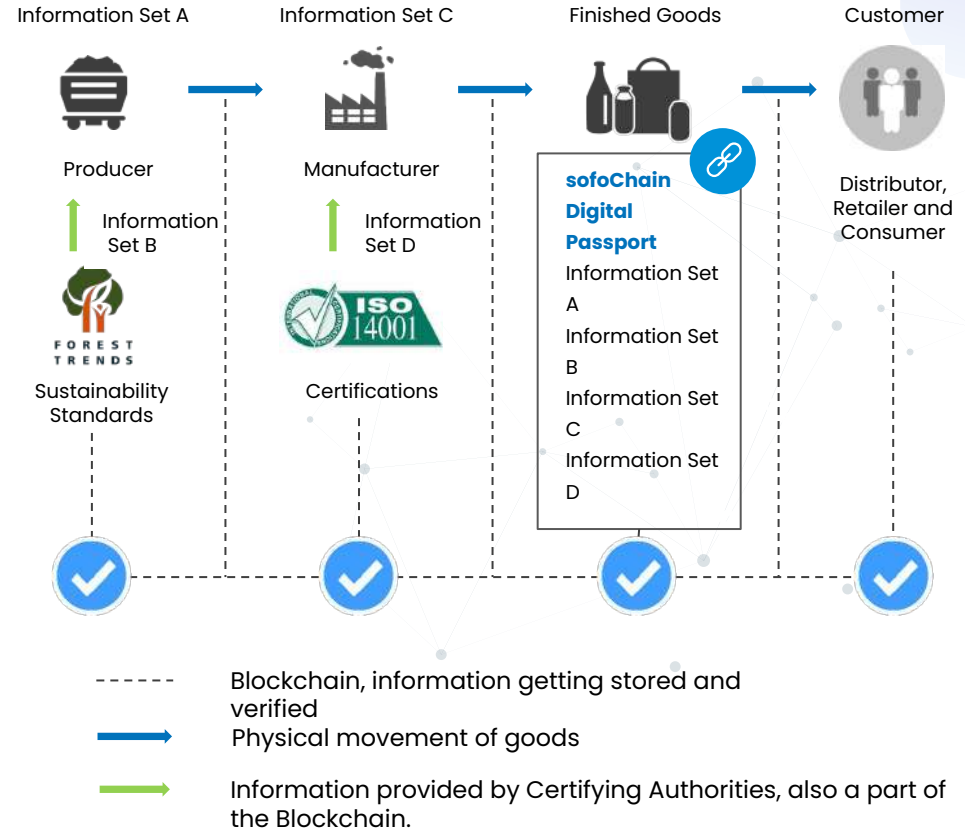 Information Set A
Information Set C
Finished Goods
Customer
Producer
Manufacturer
Distributor,
Retailer and
Consumer
Information
Set B
Information
Set D
FOREST
TRENDS
ISO
14001
Sustainability
Standards
Certifications
sofoChain
Digital
Passport
Information Set
A
Information Set
B
Information Set
C
Information Set
D
Blockchain, information getting stored and
verified
Physical movement of goods
Information provided by Certifying Authorities, also a part of
the Blockchain.